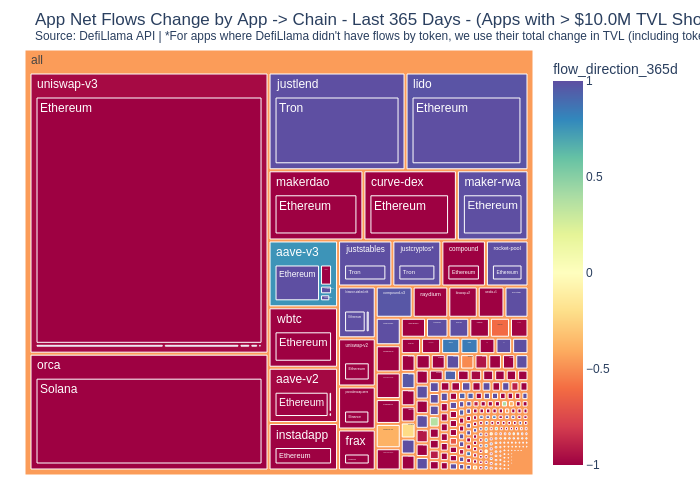 App Net Flows Change by App -> Chain - Last 365 Days - (Apps with > $10.0M TVL Sho
Source: DefiLlama API | *For apps where DefiLlama didn't have flows by token, we use their total change in TVL (including toke
all
flow_direction_365d
uniswap-v3
Ethereum
justlend
Tron
lido
Ethereum
makerdao
Ethereum
curve-dex
Ethereum
maker-rwa
Ethereum
aave-v3
Ethereum
juststables
Tron
justcryptos*
Tron
compound
Ethereum
rocket-pool
Ethereum
raydium
wbtc
Ethereum
uniswap-v2
Ethereum
orca
Solana
aave-v2
Ethereum
instadapp
Ethereum
frax
1
0.5
0
−0.5
−1